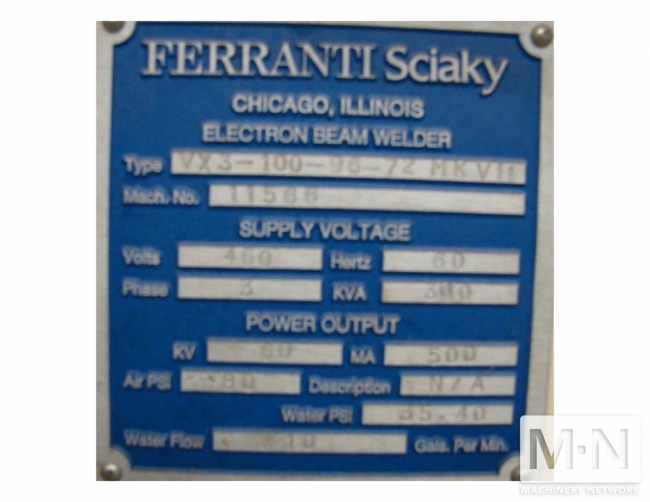 FERRANTI Sciaky
CHICAGO, ILLINOIS
ELECTRON BEAM WELDER
Type VX3-100-96-72 MKVII
Mach. No. 11566
SUPPLY VOLTAGE
Volts 460 Hertz 60
Phase 3 KVA
POWER OUTPUT
KV 60 MA 500
Air PSI 80 Description N/A
Water PSI 35.40
Water Flow 10 Gals. Per Min.
M·N
MACHINERY NETWORK